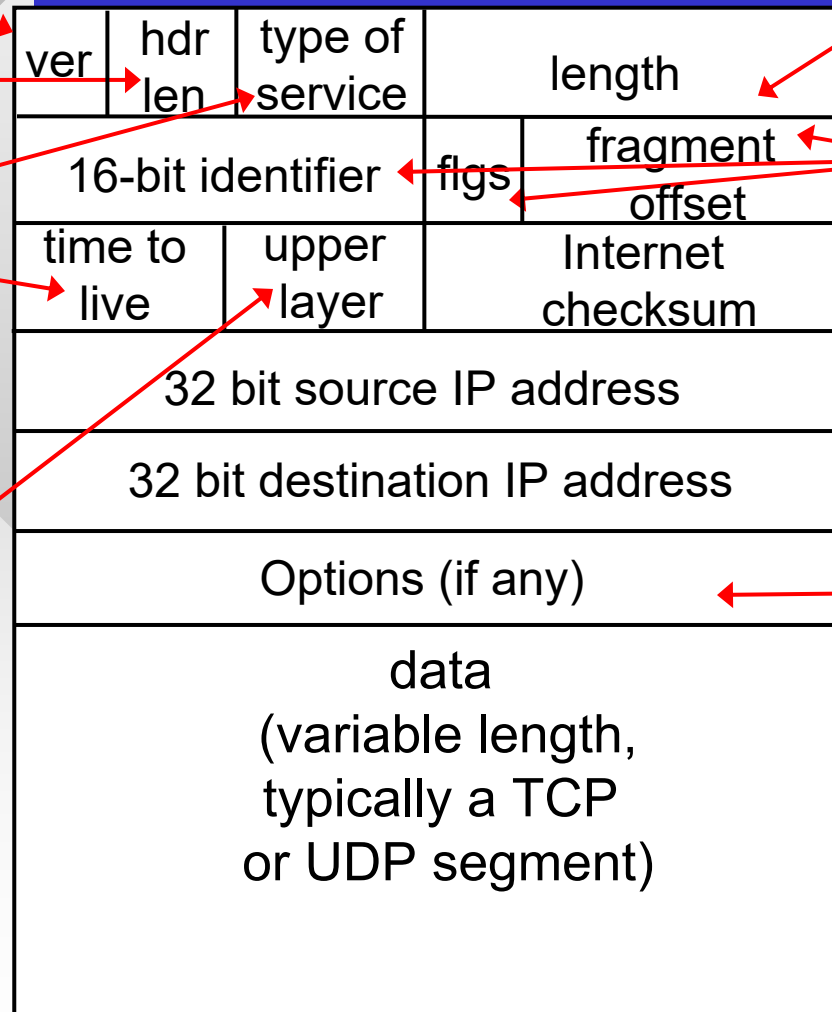 ver
hdr
len
type of
service
length
16-bit identifier
flgs
fragment
offset
time to
live
upper
layer
Internet
checksum
32 bit source IP address
32 bit destination IP address
Options (if any)
data
(variable length,
typically a TCP
or UDP segment)